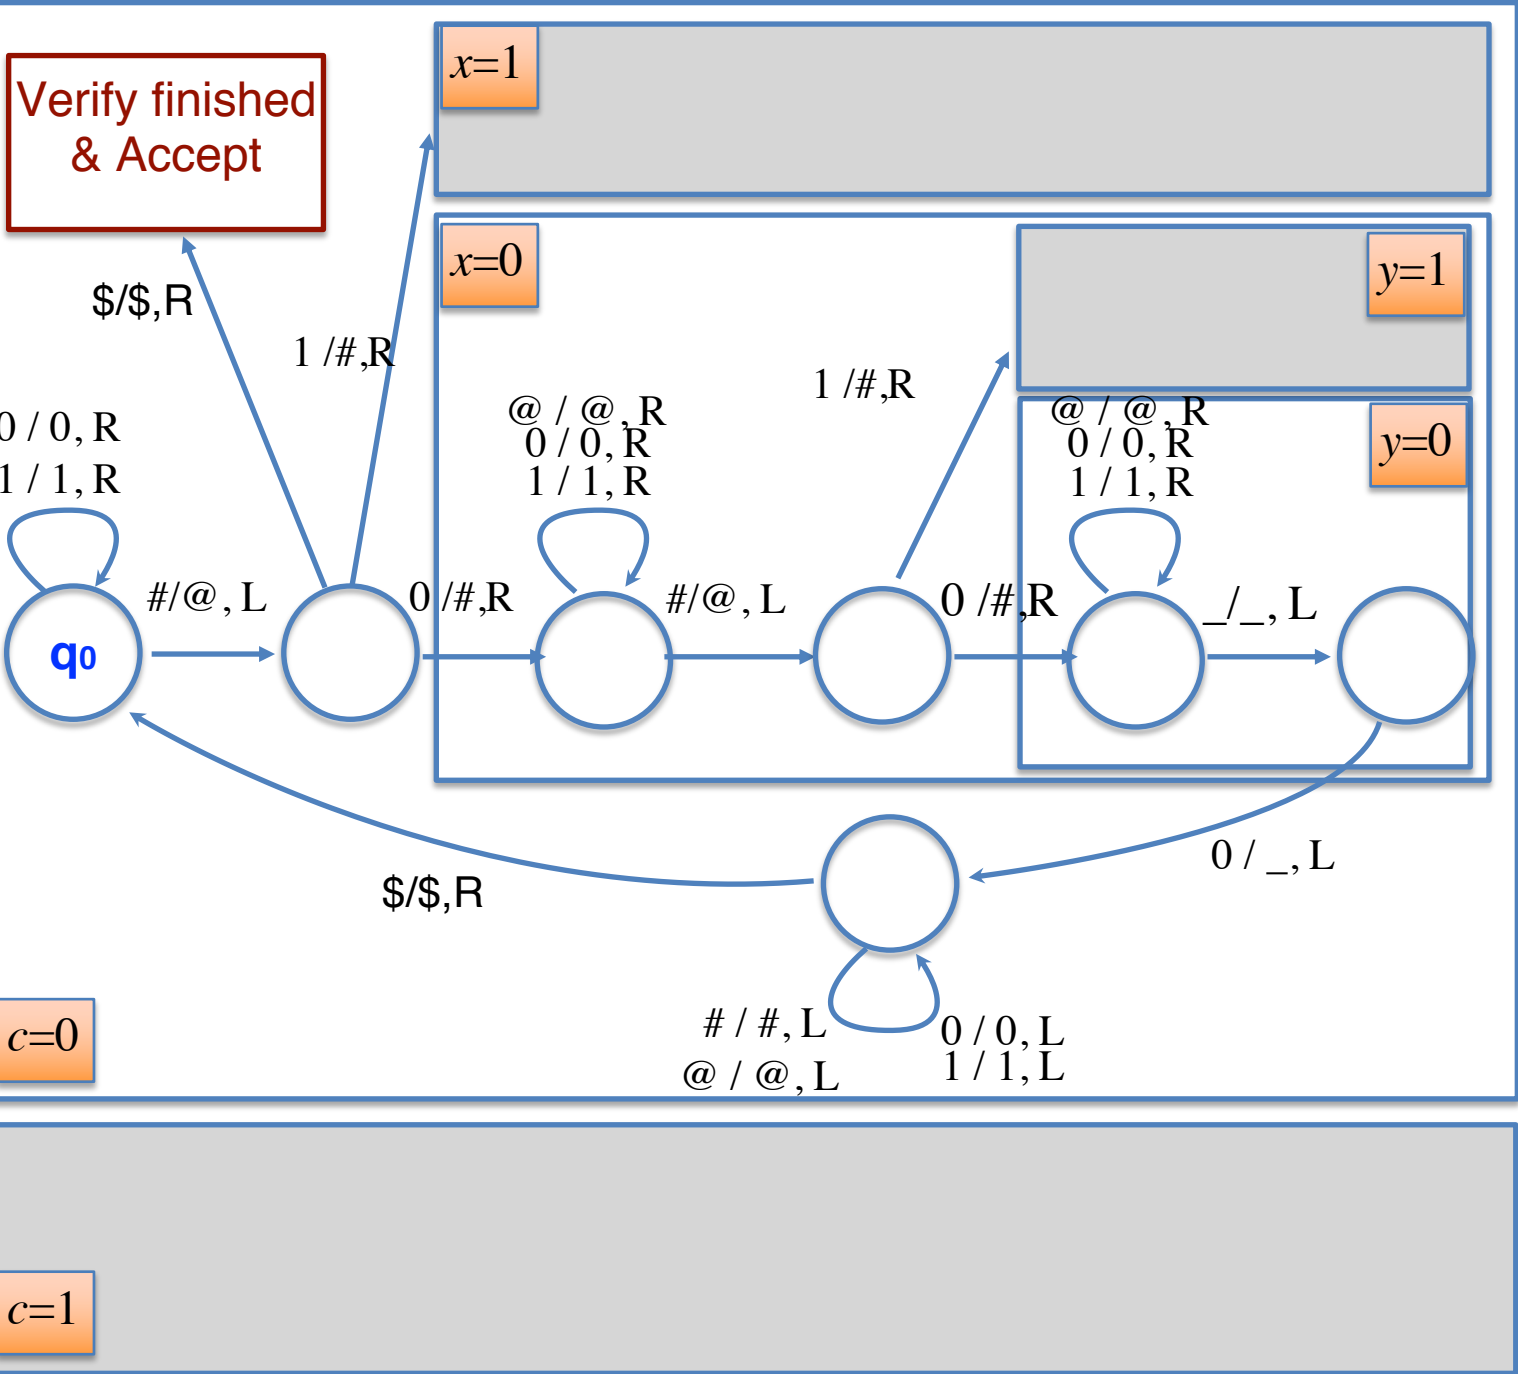 x=1
Verify finished
& Accept
x=0
y=1
$/$,R
1 /#,R
1 /#,R
@ / @, R
0 / 0, R
1 / 1, R
@ / @, R
0 / 0, R
1 / 1, R
y=0
0 / 0, R
1 / 1, R
#/@, L
0 /#,R
#/@, L
0 /#,R
_/_, L
q0
0 / _, L
$/$,R
# / #, L
@ / @, L
0 / 0, L
1 / 1, L
c=0
c=1